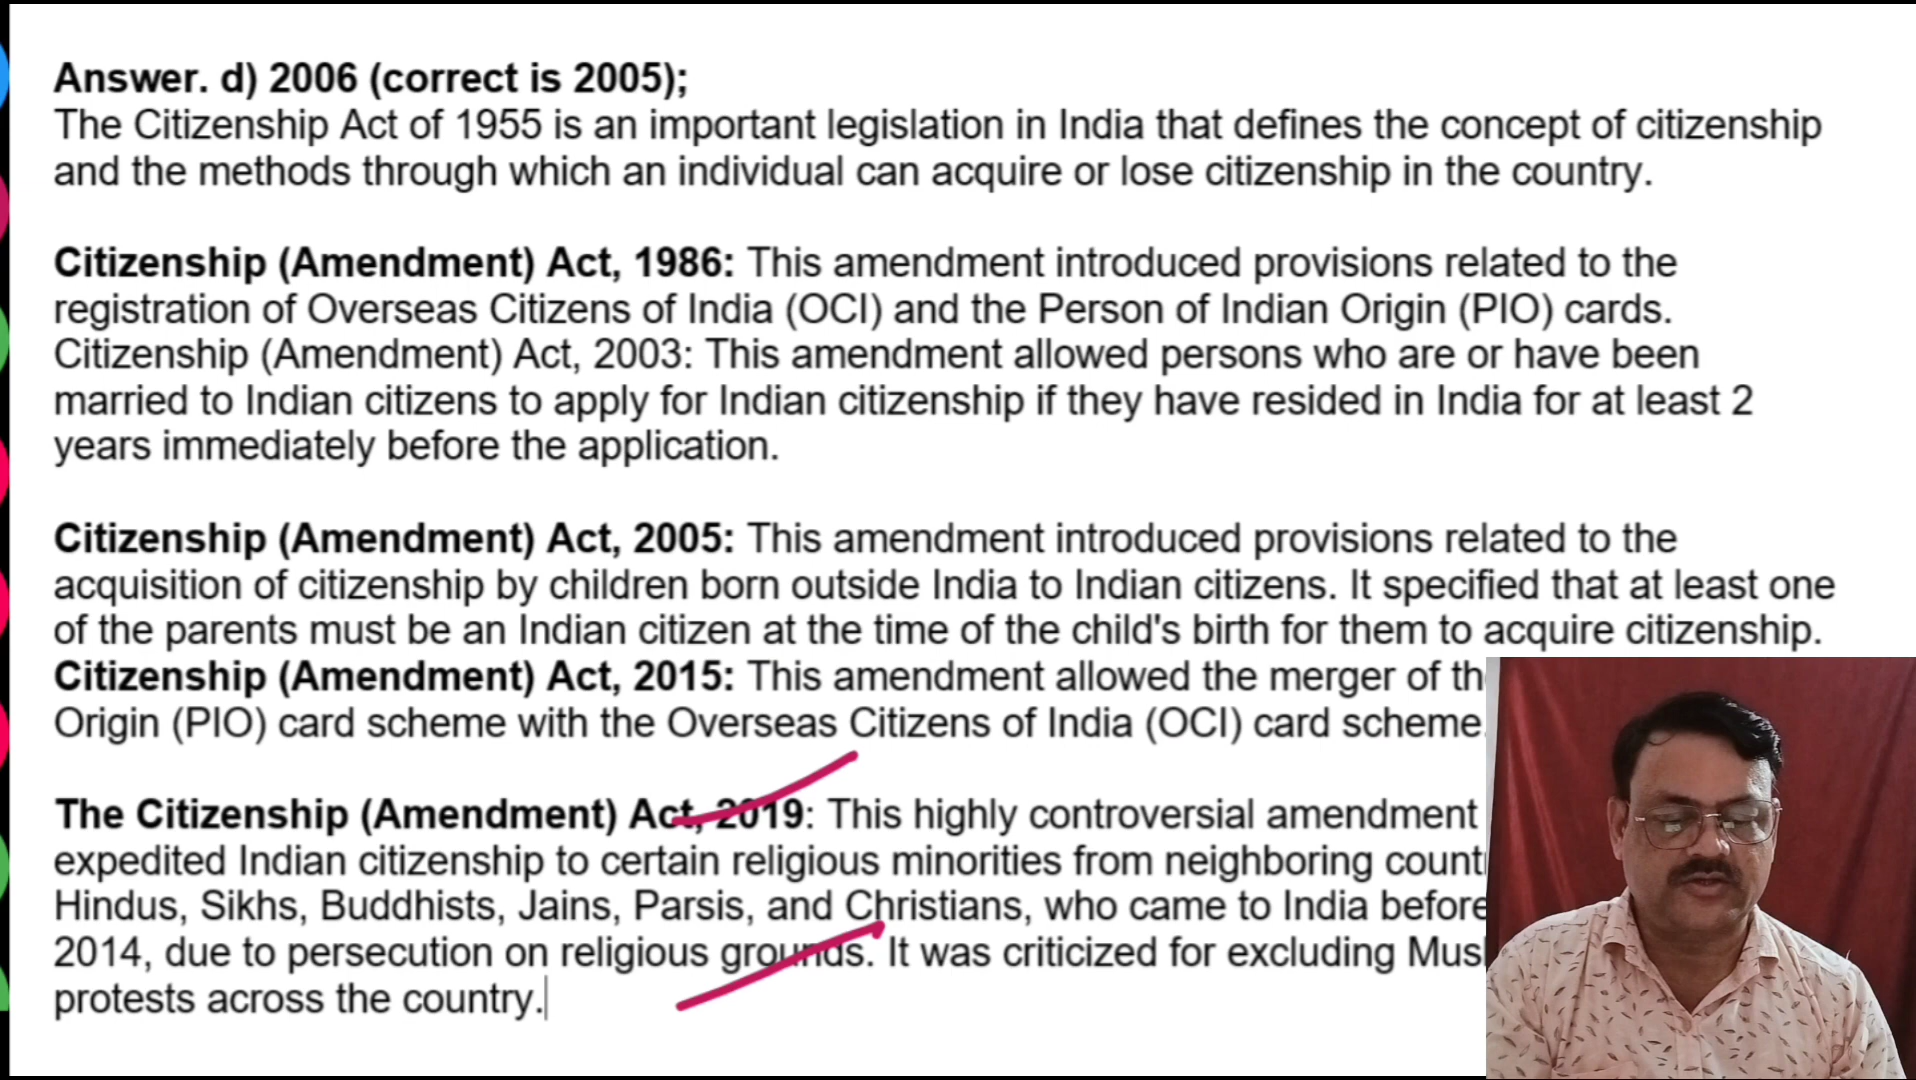 Answer. d) 2006 (correct is 2005);
The Citizenship Act of 1955 is an important legislation in India that defines the concept of citizenship
and the methods through which an individual can acquire or lose citizenship in the country.
Citizenship (Amendment) Act, 1986: This amendment introduced provisions related to the
registration of Overseas Citizens of India (OCI) and the Person of Indian Origin (PIO) cards.
Citizenship (Amendment) Act, 2003: This amendment allowed persons who are or have been
married to Indian citizens to apply for Indian citizenship if they have resided in India for at least 2
years immediately before the application.
Citizenship (Amendment) Act, 2005: This amendment introduced provisions related to the
acquisition of citizenship by children born outside India to Indian citizens. It specified that at least one
of the parents must be an Indian citizen at the time of the child's birth for them to acquire citizenship.
Citizenship (Amendment) Act, 2015: This amendment allowed the merger of
Origin (PIO) card scheme with the Overseas Citizens of India (OCI) card scheme.
The Citizenship (Amendment) Act, 2019: This highly controversial amendment
expedited Indian citizenship to certain religious minorities from neighboring
Hindus, Sikhs, Buddhists, Jains, Parsis, and Christians, who came to India before
2014, due to persecution on religious grounds. It was criticized for excluding
protests across the country.